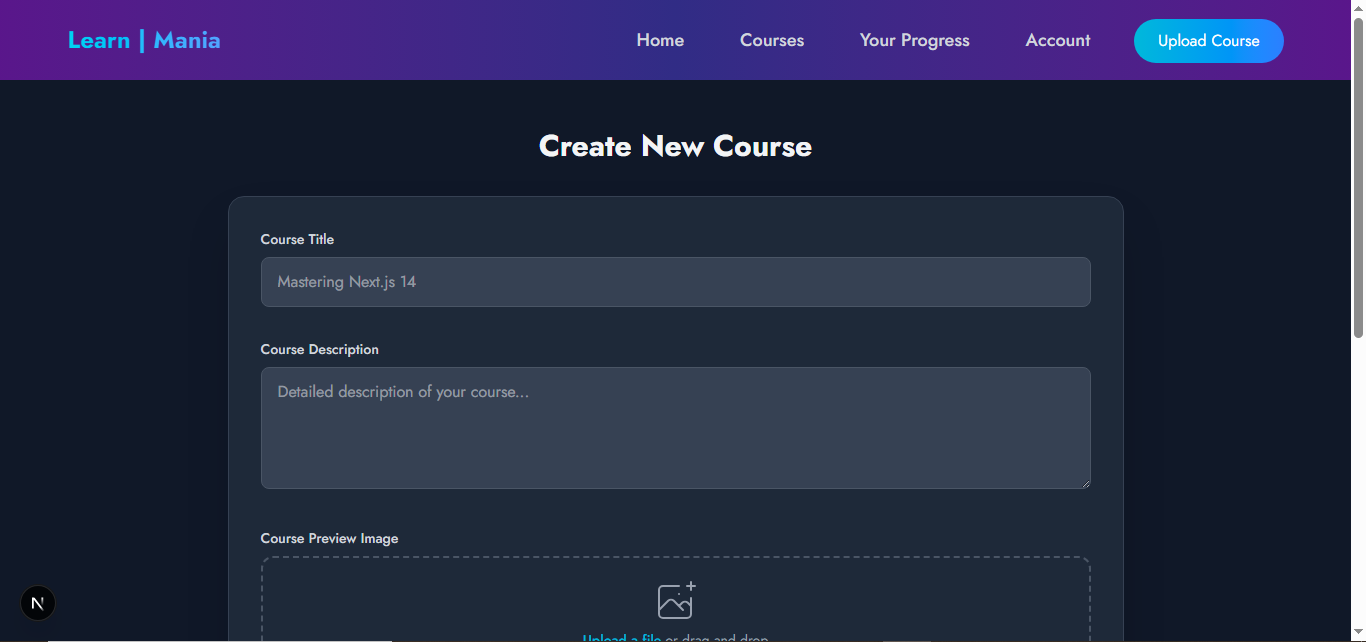 Learn | Mania Home Courses Your Progress Account Upload Course
Create New Course
Course Title
Mastering Next.js 14
Course Description
Detailed description of your course...
Course Preview Image
N
Upload a file or drag and drop